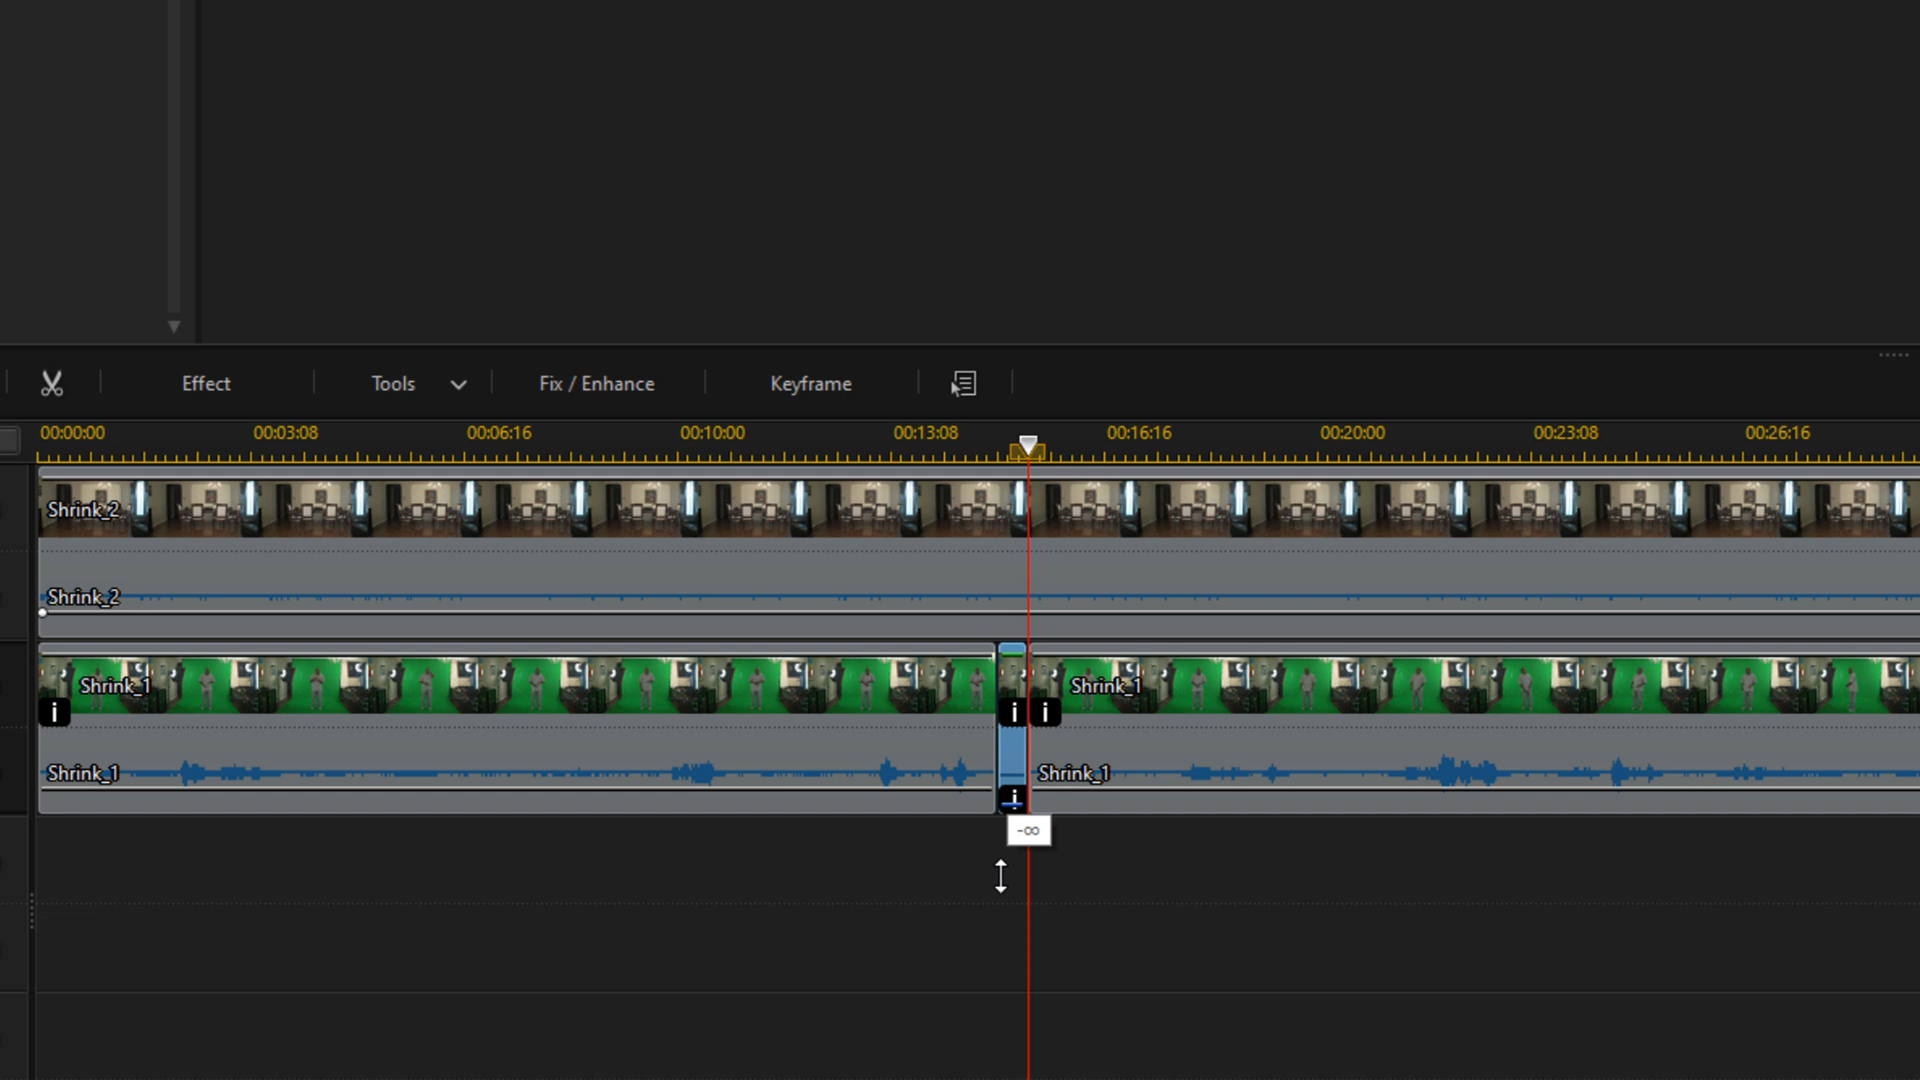 Effect Tools Fix / Enhance Keyframe
00:00:00 00:03:08 00:06:16 00:10:00 00:13:08 00:16:16 00:20:00 00:23:08 00:26:16
Shrink_2
Shrink_2
Shrink_1 Shrink_1
i i i
Shrink_1 Shrink_1
i
-∞